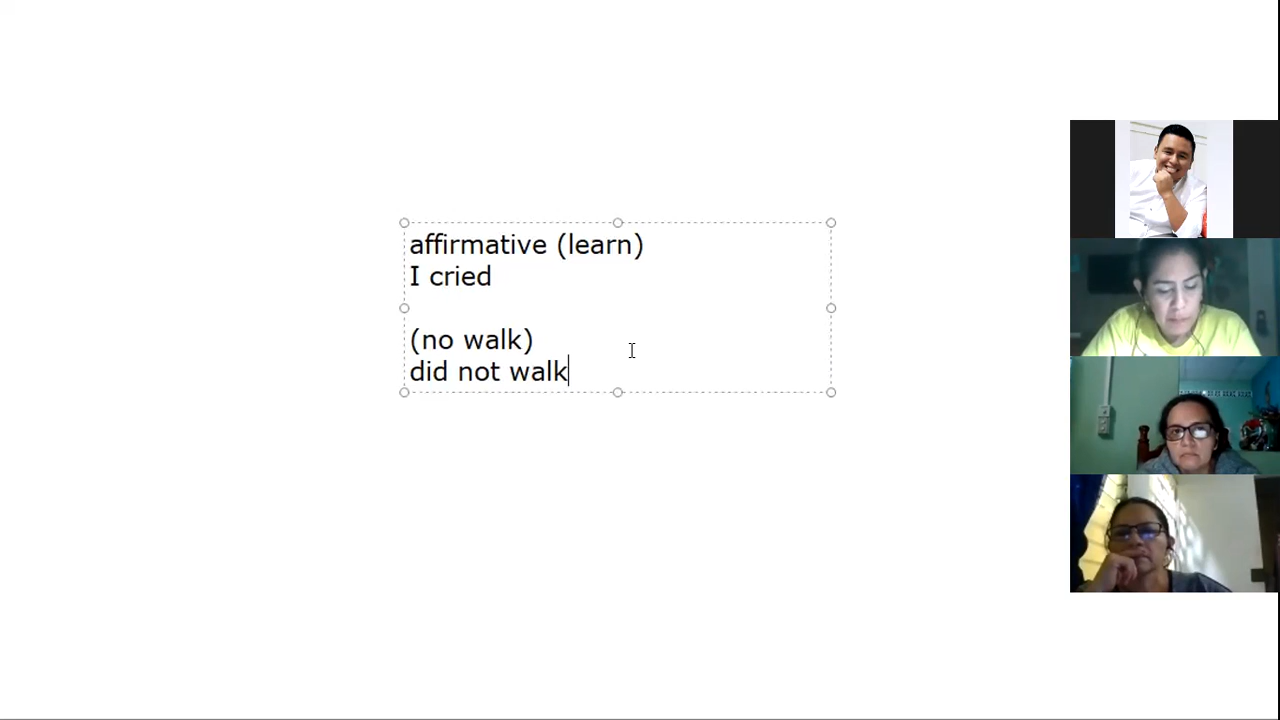 affirmative (learn)
I cried
(no walk)
did not walk